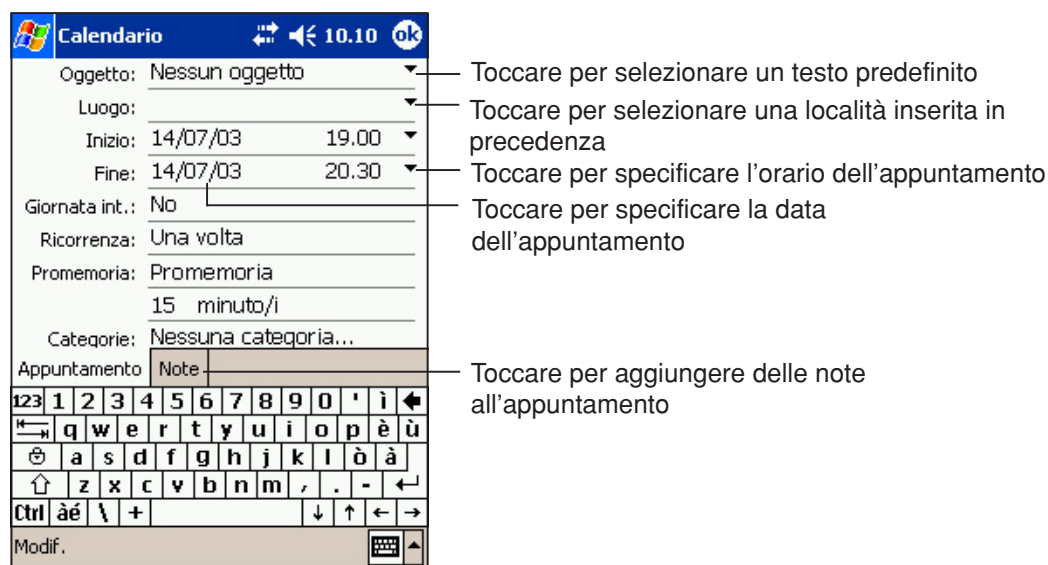 Calendario 10.10 ok
Oggetto: Nessun oggetto
Luogo:
Inizio: 14/07/03 19.00
Fine: 14/07/03 20.30
Giornata int.: No
Ricorrenza: Una volta
Promemoria: Promemoria
15 minuto/i
Categorie: Nessuna categoria...
Appuntamento Note
123 1 2 3 4 5 6 7 8 9 0 ' ì
q w e r t y u i o p è ù
a s d f g h j k l ò à
z x c v b n m , . -
Ctrl àé \ + ↓ ↑ ← →
Modif.
Toccare per selezionare un testo predefinito
Toccare per selezionare una località inserita in
precedenza
Toccare per specificare l'orario dell'appuntamento
Toccare per specificare la data
dell'appuntamento
Toccare per aggiungere delle note
all'appuntamento